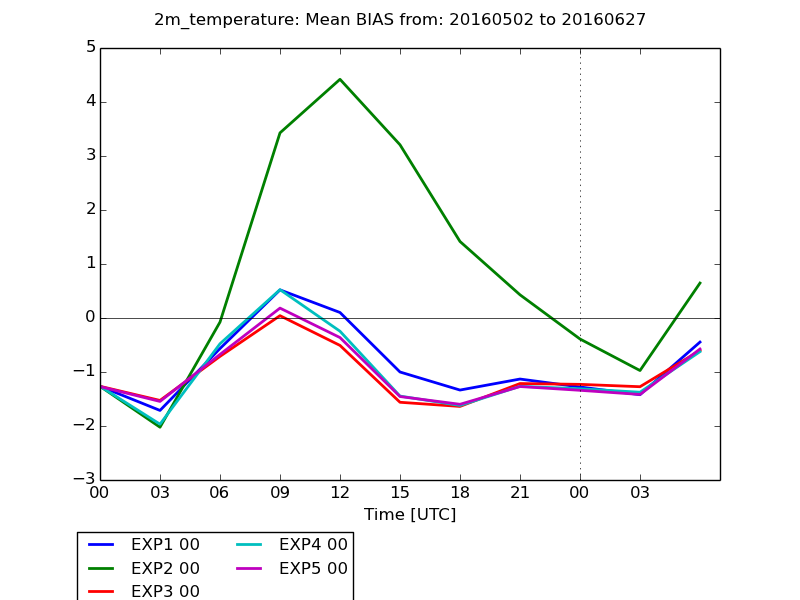 2m_temperature: Mean BIAS from: 20160502 to 20160627
5
4
3
2
1
0
−1
−2
−3
00 03 06 09 12 15 18 21 00 03
Time [UTC]
EXP1 00 EXP4 00
EXP2 00 EXP5 00
EXP3 00